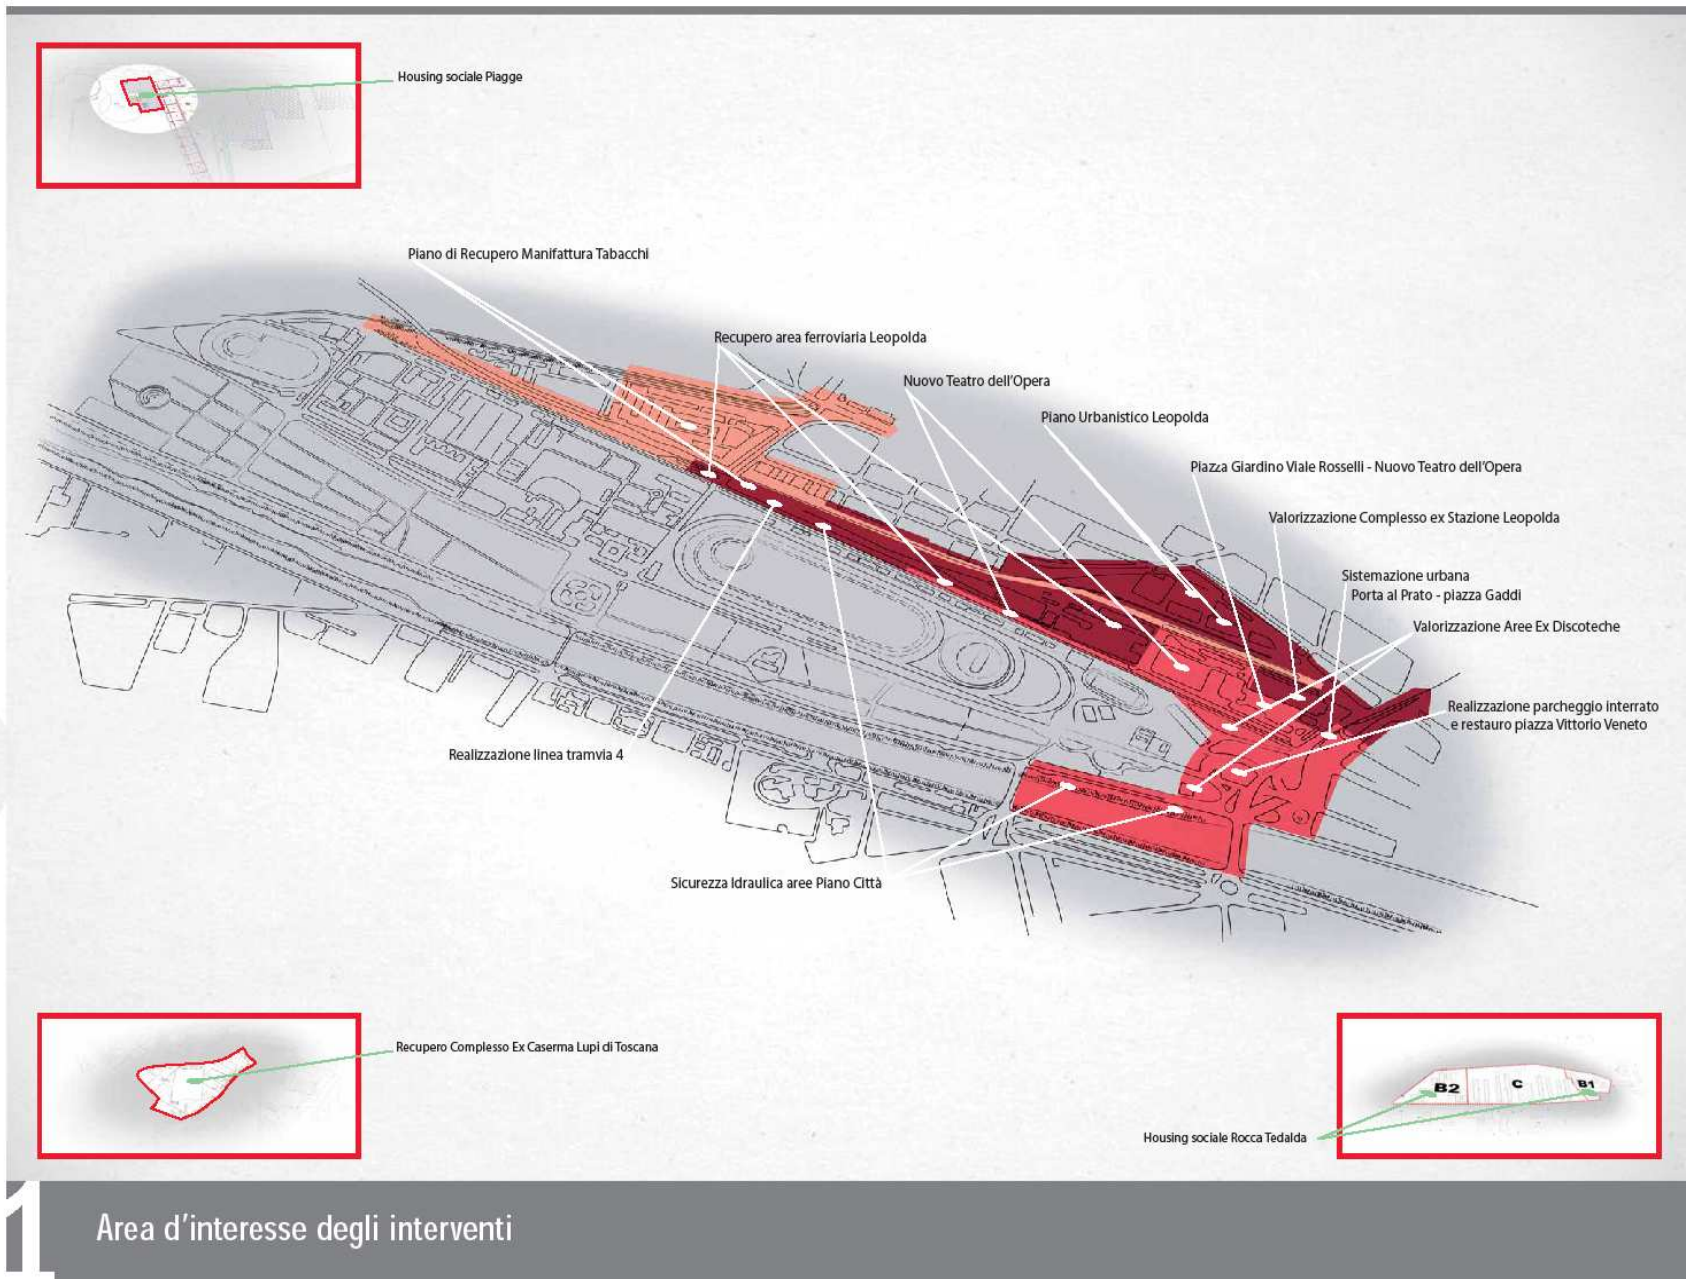 Housing sociale Piagge
Piano di Recupero Manifattura Tabacchi
Recupero area ferroviaria Leopolda
Nuovo Teatro dell'Opera
Piano Urbanistico Leopolda
Piazza Giardino Viale Rosselli - Nuovo Teatro dell'Opera
Valorizzazione Complesso ex Stazione Leopolda
Sistemazione urbana
Porta al Prato - piazza Gaddi
Valorizzazione Aree Ex Discoteche
Realizzazione parcheggio interrato
e restauro piazza Vittorio Veneto
Realizzazione linea tramvia 4
Sicurezza Idraulica aree Piano Città
Recupero Complesso Ex Caserma Lupi di Toscana
B2 C B1
Housing sociale Rocca Tedalda
1 Area d'interesse degli interventi